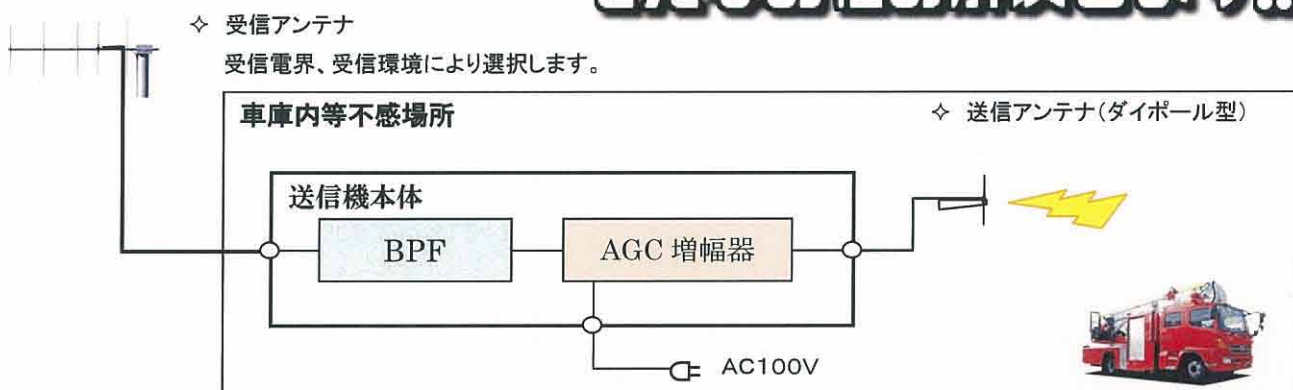 ✧ 受信アンテナ
受信電界、受信環境により選択します。
車庫内等不感場所
✧ 送信アンテナ(ダイポール型)
送信機本体
BPF
AGC 増幅器
AC100V